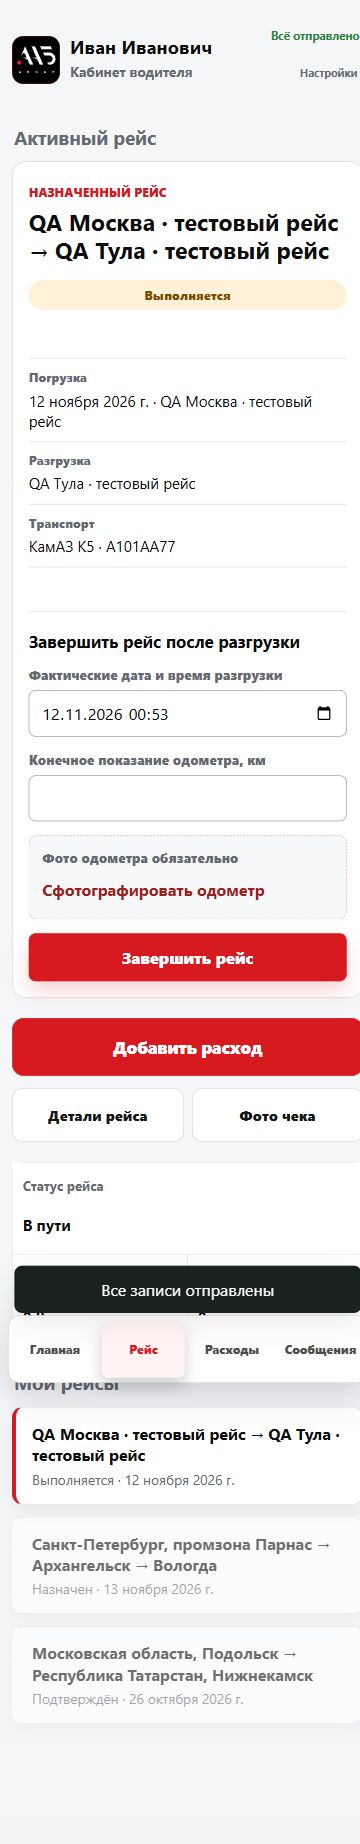 Всё отправлено
Иван Иванович
Кабинет водителя
Настройки
Активный рейс
НАЗНАЧЕННЫЙ РЕЙС
QA Москва · тестовый рейс
→ QA Тула · тестовый рейс
Выполняется
Погрузка
12 ноября 2026 г. · QA Москва · тестовый
рейс
Разгрузка
QA Тула · тестовый рейс
Транспорт
КамАЗ К5 · А101АА77
Завершить рейс после разгрузки
Фактические дата и время разгрузки
12.11.2026 00:53
Конечное показание одометра, км
Фото одометра обязательно
Сфотографировать одометр
Завершить рейс
Добавить расход
Детали рейса
Фото чека
Статус рейса
В пути
Все записи отправлены
Главная
Рейс
Расходы
Сообщения
Мои рейсы
QA Москва · тестовый рейс → QA Тула ·
тестовый рейс
Выполняется · 12 ноября 2026 г.
Санкт-Петербург, промзона Парнас →
Архангельск → Вологда
Назначен · 13 ноября 2026 г.
Московская область, Подольск →
Республика Татарстан, Нижнекамск
Подтверждён · 26 октября 2026 г.